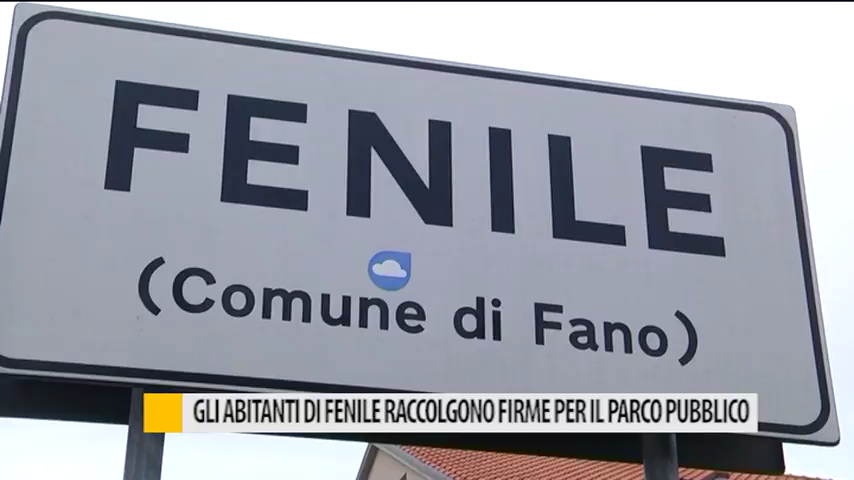 FENILE
(Comune di Fano)
GLI ABITANTI DI FENILE RACCOLGONO FIRME PER IL PARCO PUBBLICO